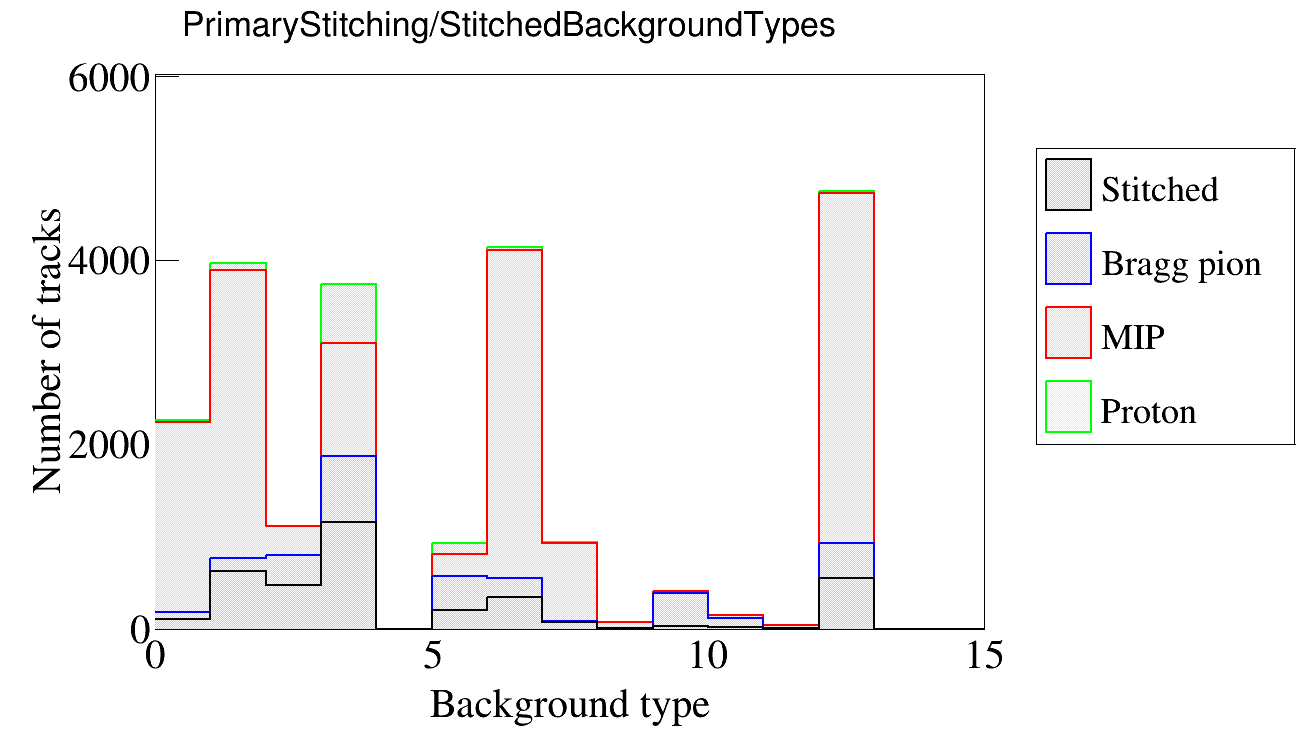 PrimaryStitching/StitchedBackgroundTypes
6000
4000
2000
0
Number of tracks
0 5 10 15
Background type
Stitched
Bragg pion
MIP
Proton